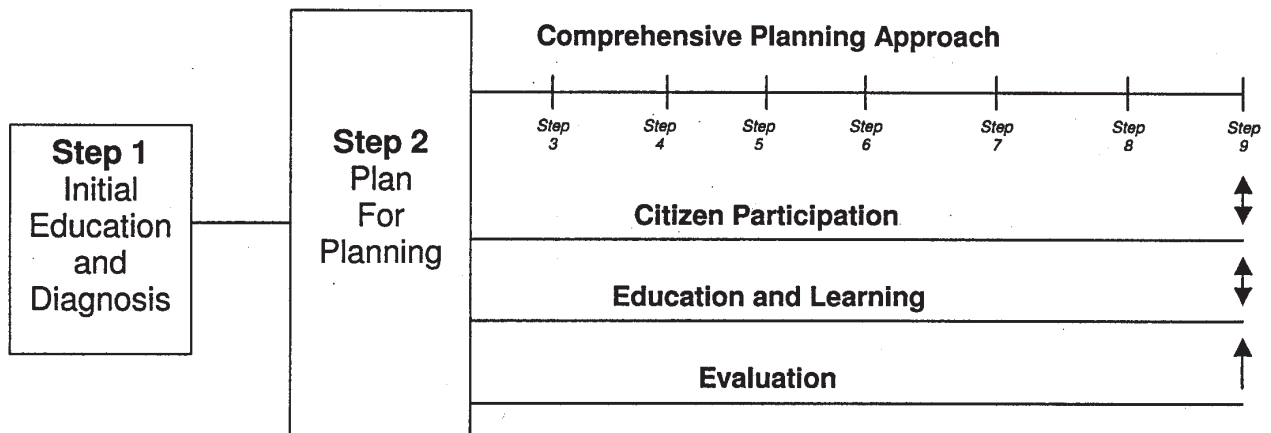 Comprehensive Planning Approach
Step 1
Initial
Education
and
Diagnosis
Step 2
Plan
For
Planning
Step Step Step Step Step Step Step
3 4 5 6 7 8 9
Citizen Participation
Education and Learning
Evaluation